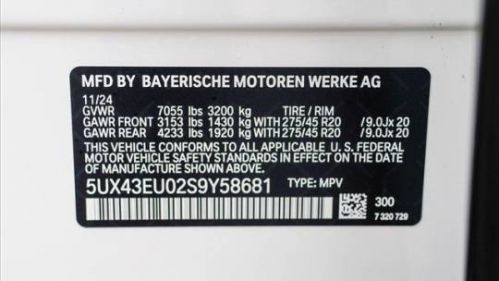 MFD BY BAYERISCHE MOTOREN WERKE AG
11/24
GVWR 7055 lbs 3200 kg TIRE / RIM
GAWR FRONT 3153 lbs 1430 kg WITH 275/45 R20 /9.0Jx 20
GAWR REAR 4233 lbs 1920 kg WITH 275/45 R20 /9.0Jx 20
THIS VEHICLE CONFORMS TO ALL APPLICABLE U. S. FEDERAL
MOTOR VEHICLE SAFETY STANDARDS IN EFFECT ON THE DATE
OF MANUFACTURE SHOWN ABOVE.
5UX43EU02S9Y58681 TYPE: MPV
300
7 320 729